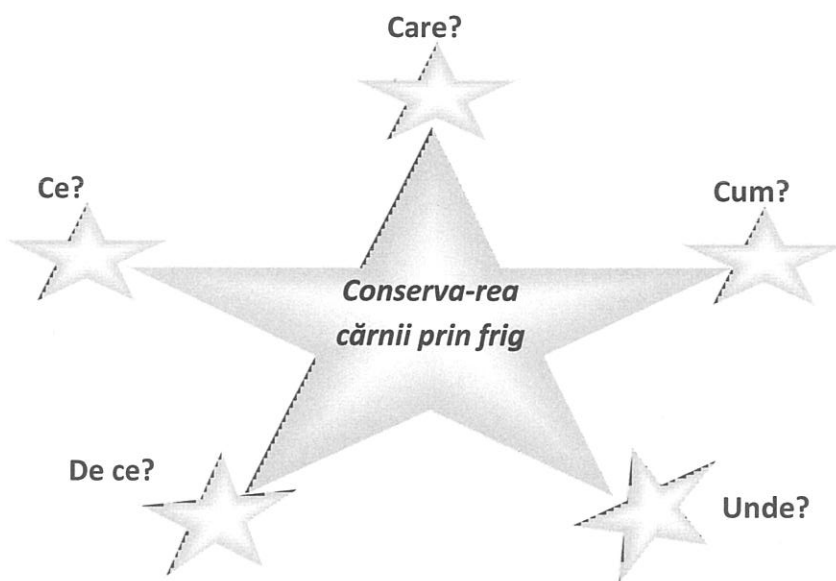 Care?
Ce?
Cum?
Conserva-rea
cărnii prin frig
De ce?
Unde?